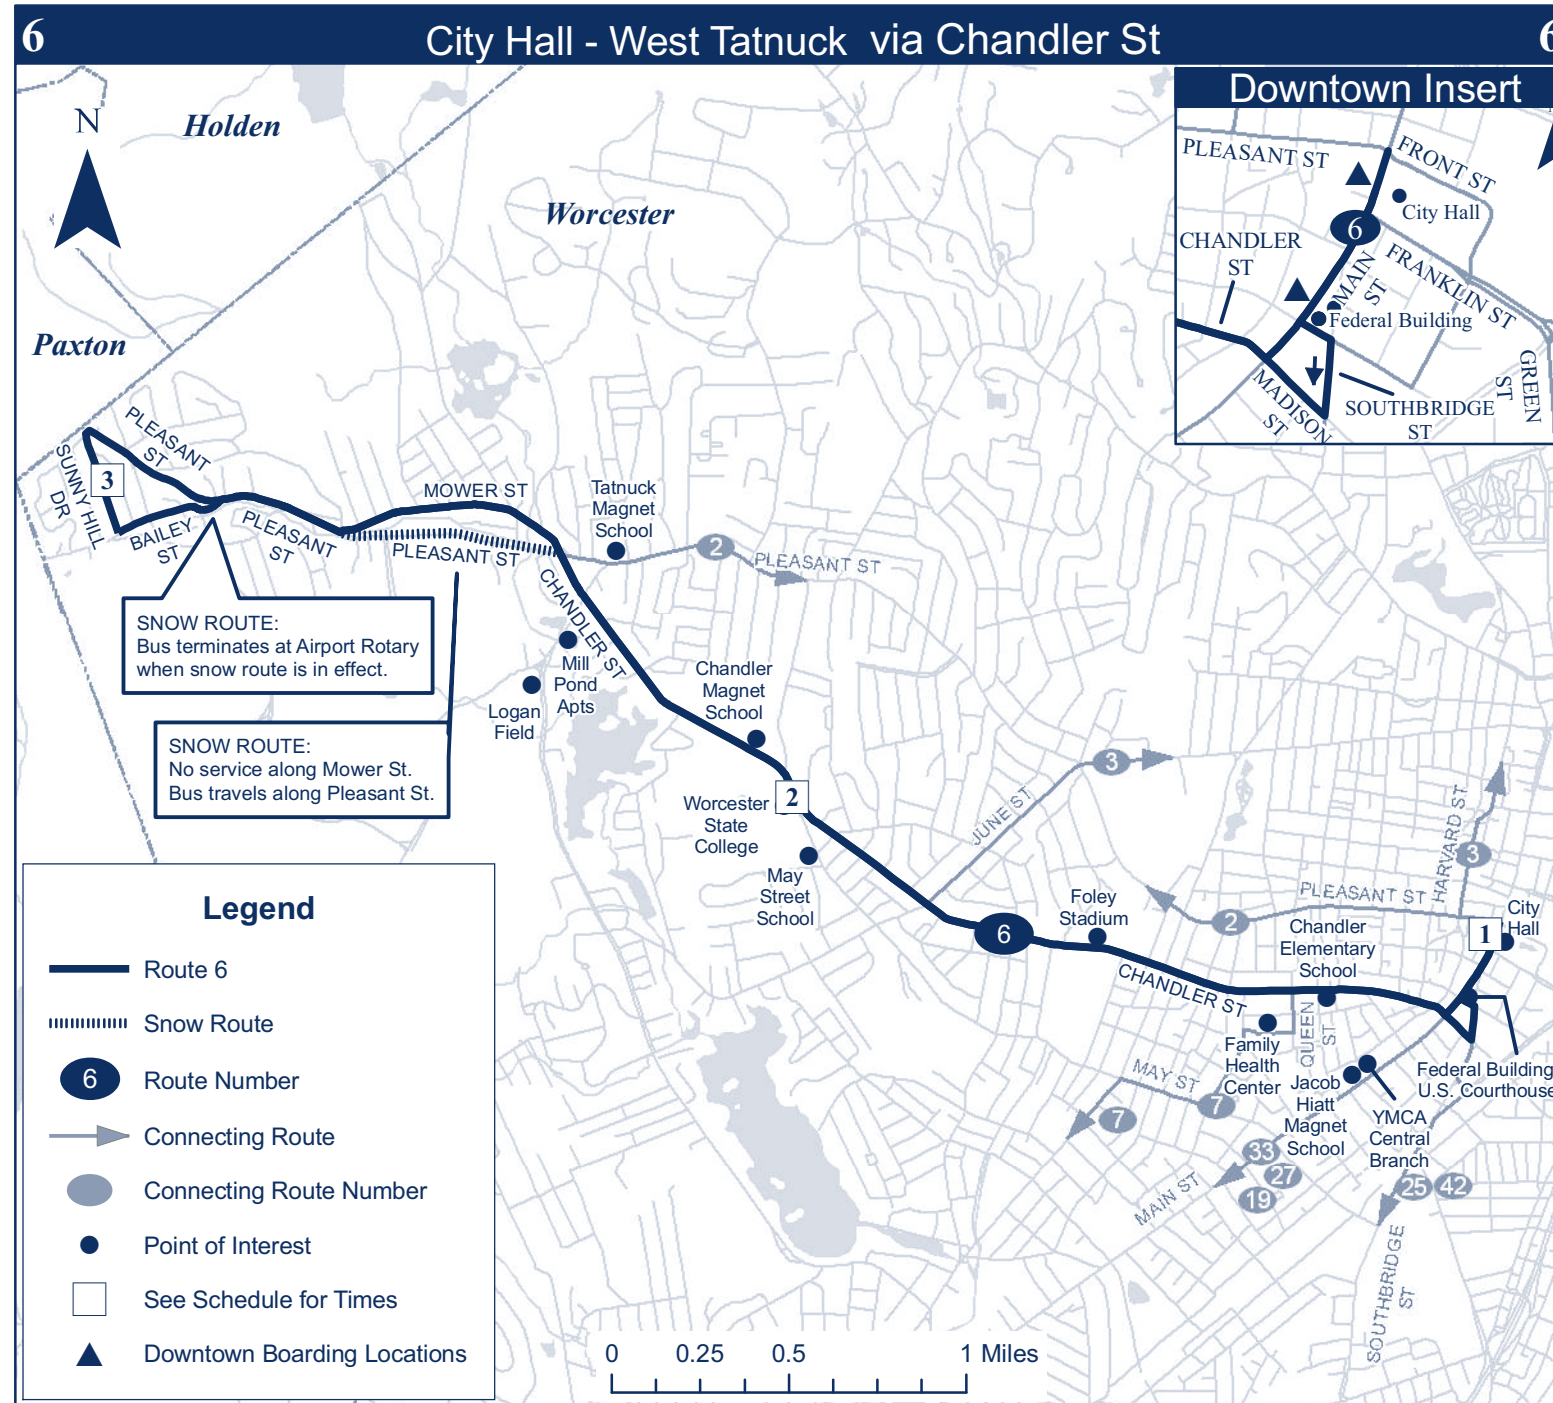 6
City Hall - West Tatnuck via Chandler St
6
Downtown Insert
PLEASANT ST
FRONT ST
City Hall
6
CHANDLER
ST
MAIN
ST
FRANKLIN ST
Federal Building
GREEN
ST
MADISON
ST
SOUTHBRIDGE
ST
N
Holden
Worcester
Paxton
PLEASANT
ST
SUNNY HILL
DR
3
BAILEY
ST
PLEASANT
ST
MOWER ST
PLEASANT ST
Tatnuck
Magnet
School
2
PLEASANT ST
CHANDLER ST
SNOW ROUTE:
Bus terminates at Airport Rotary
when snow route is in effect.
Mill
Pond
Apts
Logan
Field
Chandler
Magnet
School
SNOW ROUTE:
No service along Mower St.
Bus travels along Pleasant St.
2
Worcester
State
College
May
Street
School
3
JUNE ST
HARVARD ST
3
PLEASANT ST
2
Foley
Stadium
6
Chandler
Elementary
School
1
City
Hall
CHANDLER ST
QUEEN
ST
Family
Health
Center
MAY ST
7
7
Jacob
Hiatt
Magnet
School
YMCA
Central
Branch
Federal Building
U.S. Courthouse
33
27
19
MAIN ST
25
42
SOUTHBRIDGE
ST
Legend
Route 6
Snow Route
6
Route Number
Connecting Route
Connecting Route Number
Point of Interest
See Schedule for Times
Downtown Boarding Locations
0
0.25
0.5
1 Miles